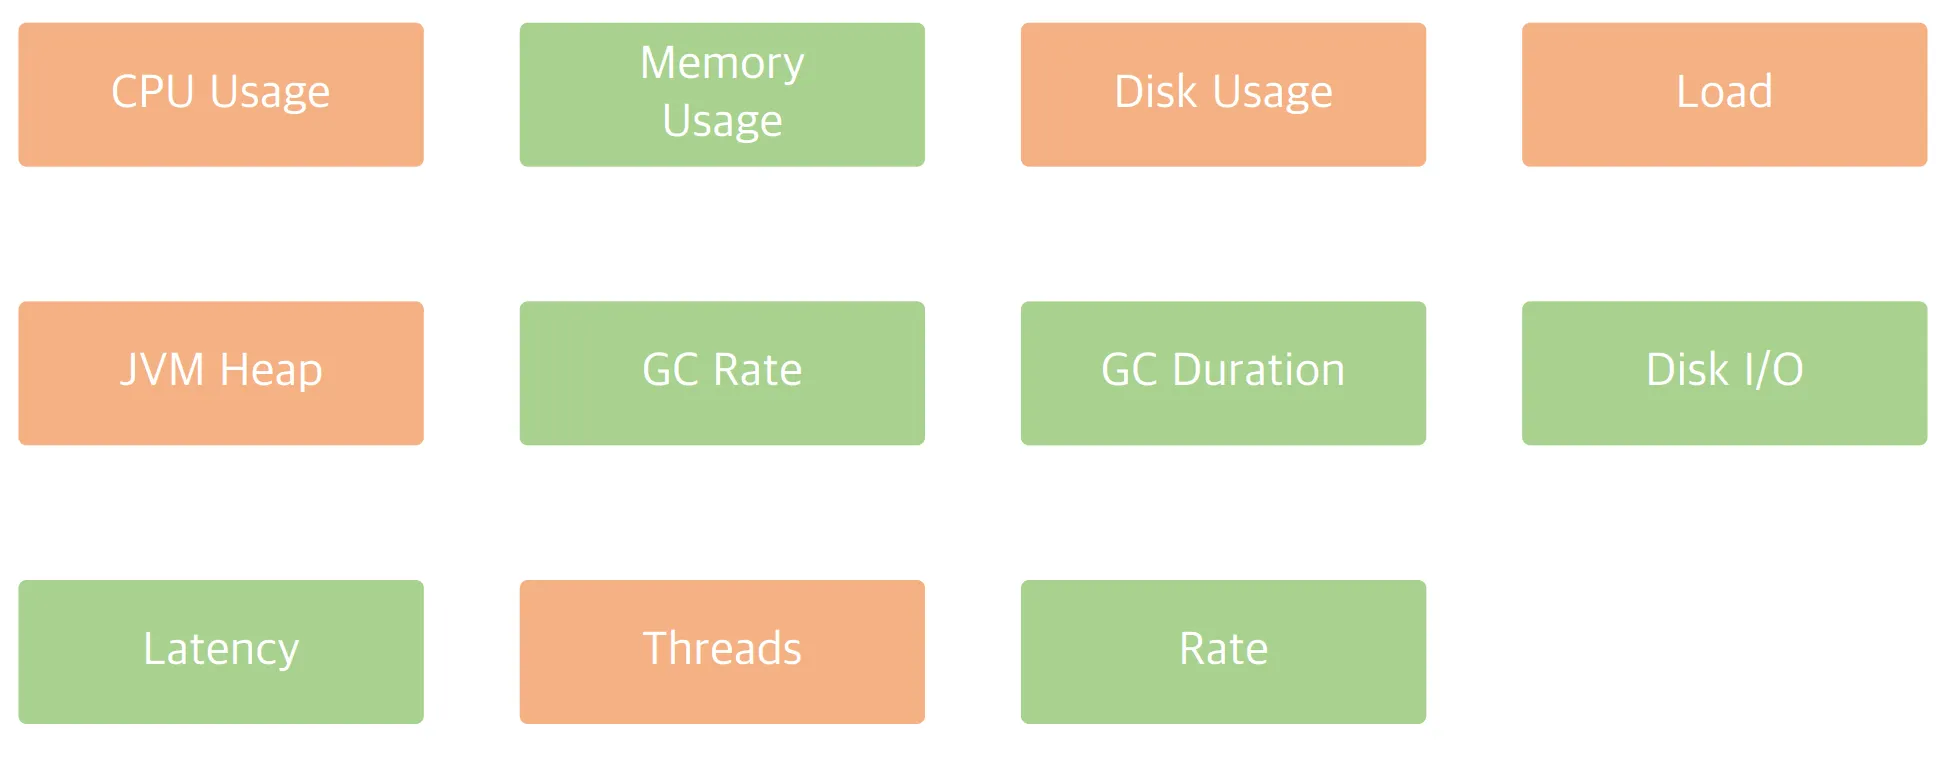 CPU Usage
Memory
Usage
Disk Usage
Load
JVM Heap
GC Rate
GC Duration
Disk I/O
Latency
Threads
Rate